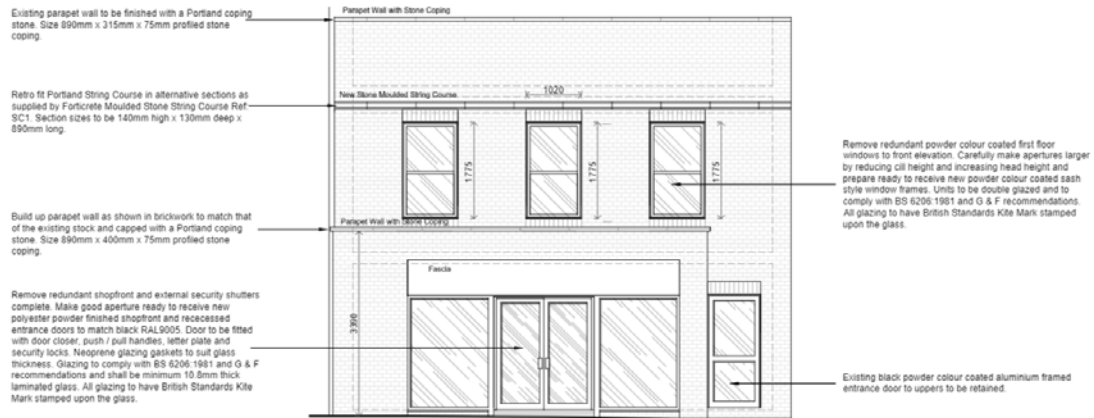 Existing parapet wall to be finished with a Portland coping
stone. Size 890mm x 315mm x 75mm profiled stone
coping.
Parapet Wall with Stone Coping
Retro fit Portland String Course in alternative sections as
supplied by Forticrete Moulded Stone String Course Ref:
SC1. Section sizes to be 140mm high x 130mm deep x
890mm long.
New Stone Moulded String Course
1020
1775
1775
1775
Remove redundant powder colour coated first floor
windows to front elevation. Carefully make apertures larger
by reducing cill height and increasing head height and
prepare ready to receive new powder colour coated sash
style window frames. Units to be double glazed and to
comply with BS 6206:1981 and G & F recommendations.
All glazing to have British Standards Kite Mark stamped
upon the glass.
Build up parapet wall as shown in brickwork to match that
of the existing stock and capped with a Portland coping
stone. Size 890mm x 400mm x 75mm profiled stone
coping.
Parapet Wall with Stone Coping
Fascia
Remove redundant shopfront and external security shutters
complete. Make good aperture ready to receive new
polyester powder finished shopfront and rececessed
entrance doors to match black RAL9005. Door to be fitted
with door closer, push / pull handles, letter plate and
security locks. Neoprene glazing gaskets to suit glass
thickness. Glazing to comply with BS 6206:1981 and G & F
recommendations and shall be minimum 10.8mm thick
laminated glass. All glazing to have British Standards Kite
Mark stamped upon the glass.
Existing black powder colour coated aluminium framed
entrance door to uppers to be retained.